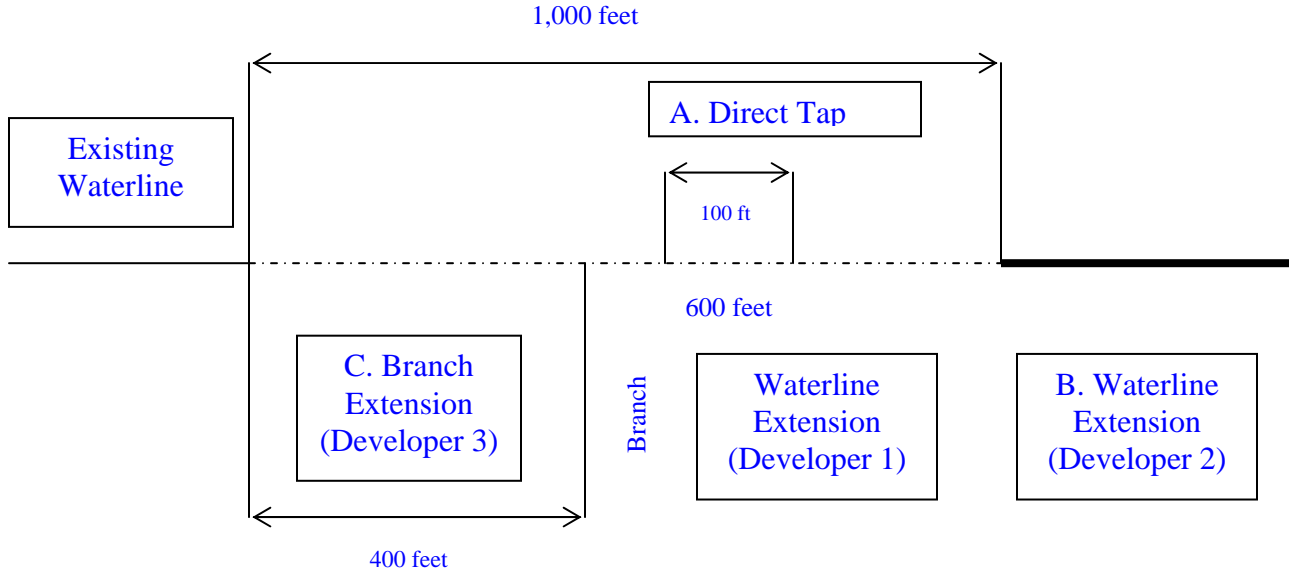 1,000 feet
A. Direct Tap
Existing
Waterline
100 ft
600 feet
C. Branch
Extension
(Developer 3)
Branch
Waterline
Extension
(Developer 1)
B. Waterline
Extension
(Developer 2)
400 feet